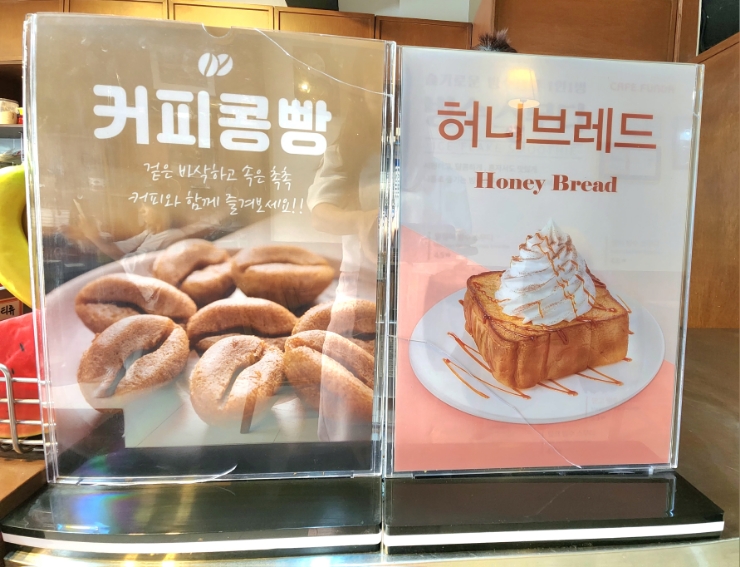 커피콩빵
겉은 바삭하고 속은 촉촉
커피와 함께 즐겨보세요!!
허니브레드
Honey Bread